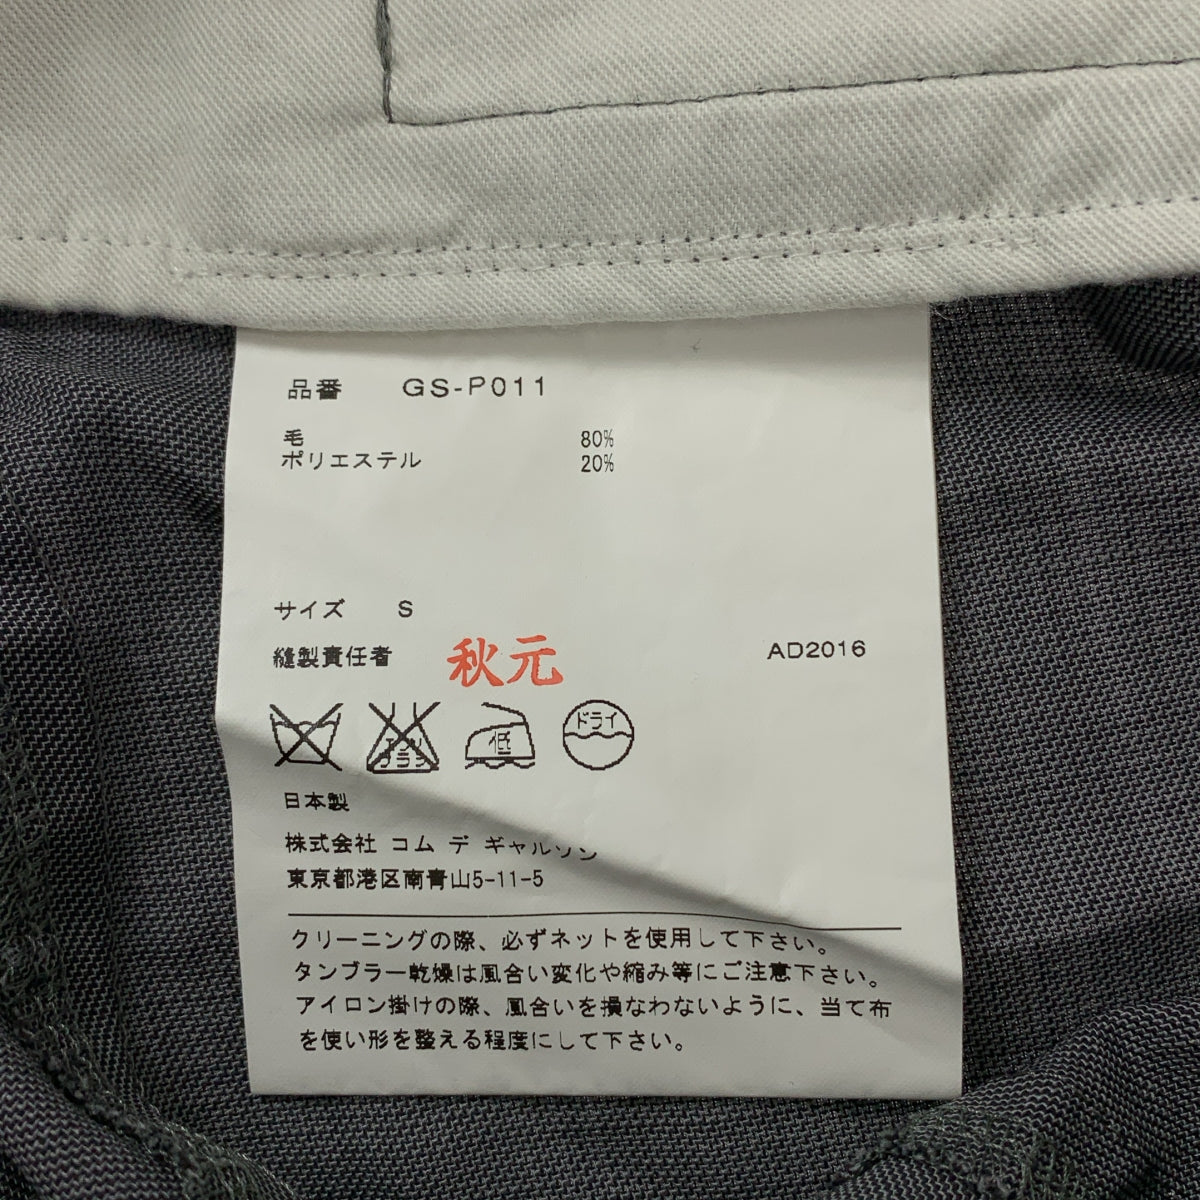 品番 GS-P011
毛 80%
ポリエステル 20%
サイズ S
縫製責任者 秋元 AD2016
エンソ サラシ 低 ドライ
日本製
株式会社 コム デ ギャルソン
東京都港区南青山5-11-5
クリーニングの際、必ずネットを使用して下さい。
タンブラー乾燥は風合い変化や縮み等にご注意下さい。
アイロン掛けの際、風合いを損なわないように、当て布
を使い形を整える程度にして下さい。